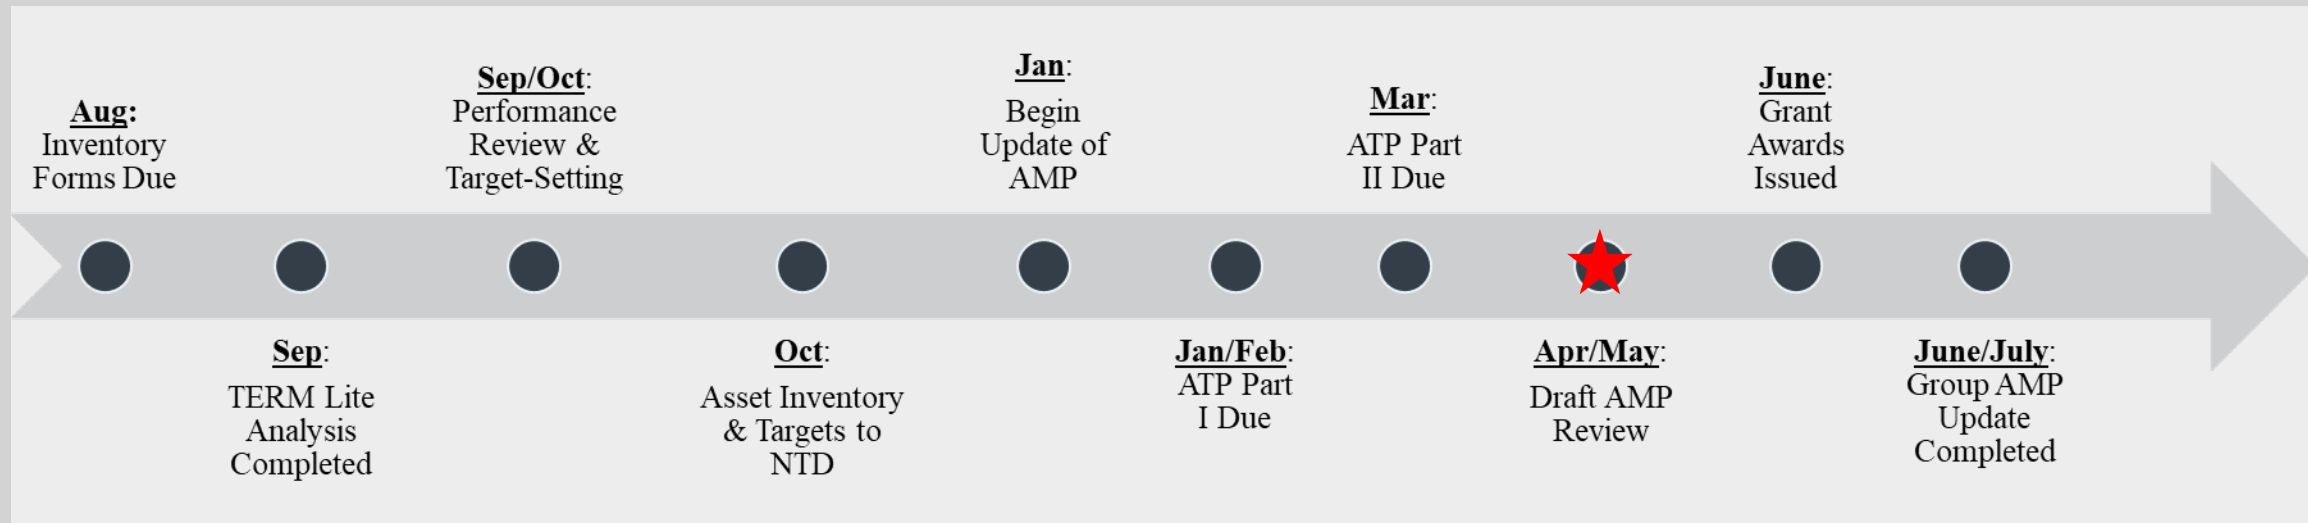 Aug:
Inventory
Forms Due
Sep:
TERM Lite
Analysis
Completed
Sep/Oct:
Performance
Review &
Target-Setting
Oct:
Asset Inventory
& Targets to
NTD
Jan:
Begin
Update of
AMP
Jan/Feb:
ATP Part
I Due
Mar:
ATP Part
II Due
Apr/May:
Draft AMP
Review
June:
Grant
Awards
Issued
June/July:
Group AMP
Update
Completed